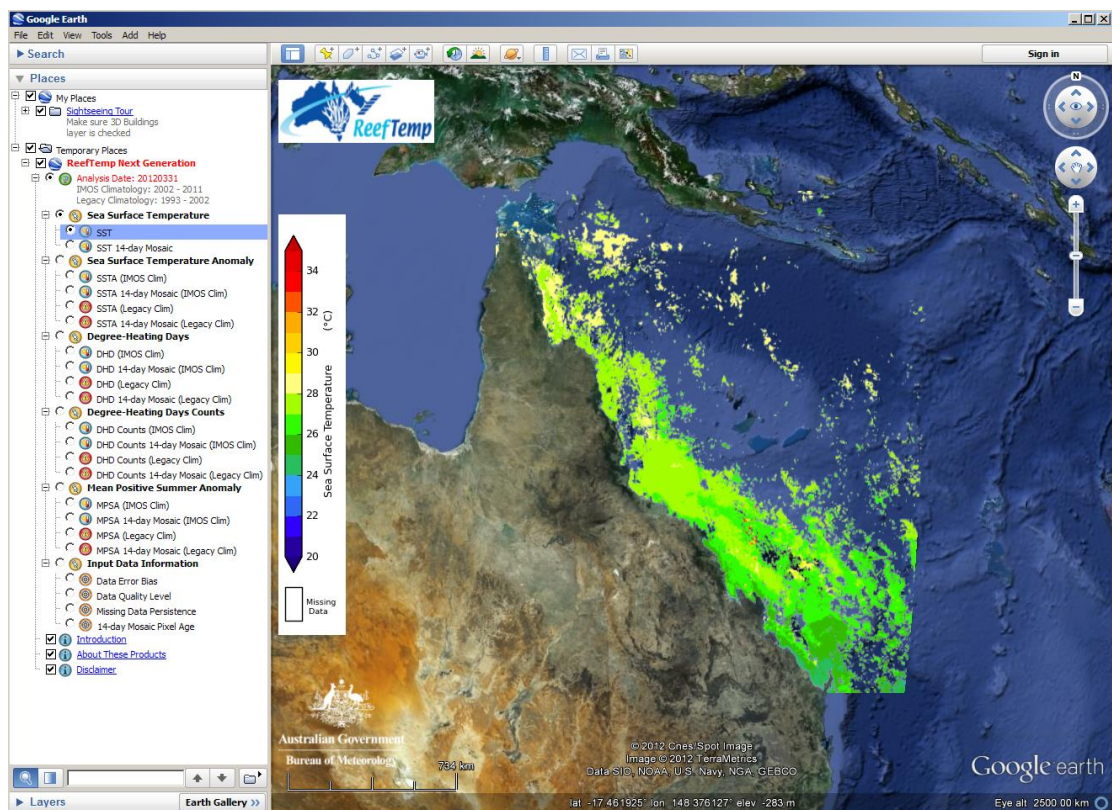 Google Earth
File Edit View Tools Add Help
Search
Sign in
Places
My Places
Sightseeing Tour
Make sure 3D Buildings
layer is checked
Temporary Places
ReefTemp Next Generation
Analysis Date: 20120331
IMOS Climatology: 2002 - 2011
Legacy Climatology: 1993 - 2002
Sea Surface Temperature
SST
SST 14-day Mosaic
Sea Surface Temperature Anomaly
SSTA (IMOS Clim)
SSTA 14-day Mosaic (IMOS Clim)
SSTA (Legacy Clim)
SSTA 14-day Mosaic (Legacy Clim)
Degree-Heating Days
DHD (IMOS Clim)
DHD 14-day Mosaic (IMOS Clim)
DHD (Legacy Clim)
DHD 14-day Mosaic (Legacy Clim)
Degree-Heating Days Counts
DHD Counts (IMOS Clim)
DHD Counts 14-day Mosaic (IMOS Clim)
DHD Counts (Legacy Clim)
DHD Counts 14-day Mosaic (Legacy Clim)
Mean Positive Summer Anomaly
MPSA (IMOS Clim)
MPSA 14-day Mosaic (IMOS Clim)
MPSA (Legacy Clim)
MPSA 14-day Mosaic (Legacy Clim)
Input Data Information
Data Error Bias
Data Quality Level
Missing Data Persistence
14-day Mosaic Pixel Age
Introduction
About These Products
Disclaimer
Layers
Earth Gallery >>
ReefTemp
N
34
32
30
28
26
24
22
20
Sea Surface Temperature (°C)
Missing
Data
Australian Government
Bureau of Meteorology
734 km
© 2012 Cnes/Spot Image
Image © 2012 TerraMetrics
Data SIO, NOAA, U.S. Navy, NGA, GEBCO
Google earth
lat -17.461925° lon 148.376127° elev -283 m
Eye alt 2500.00 km